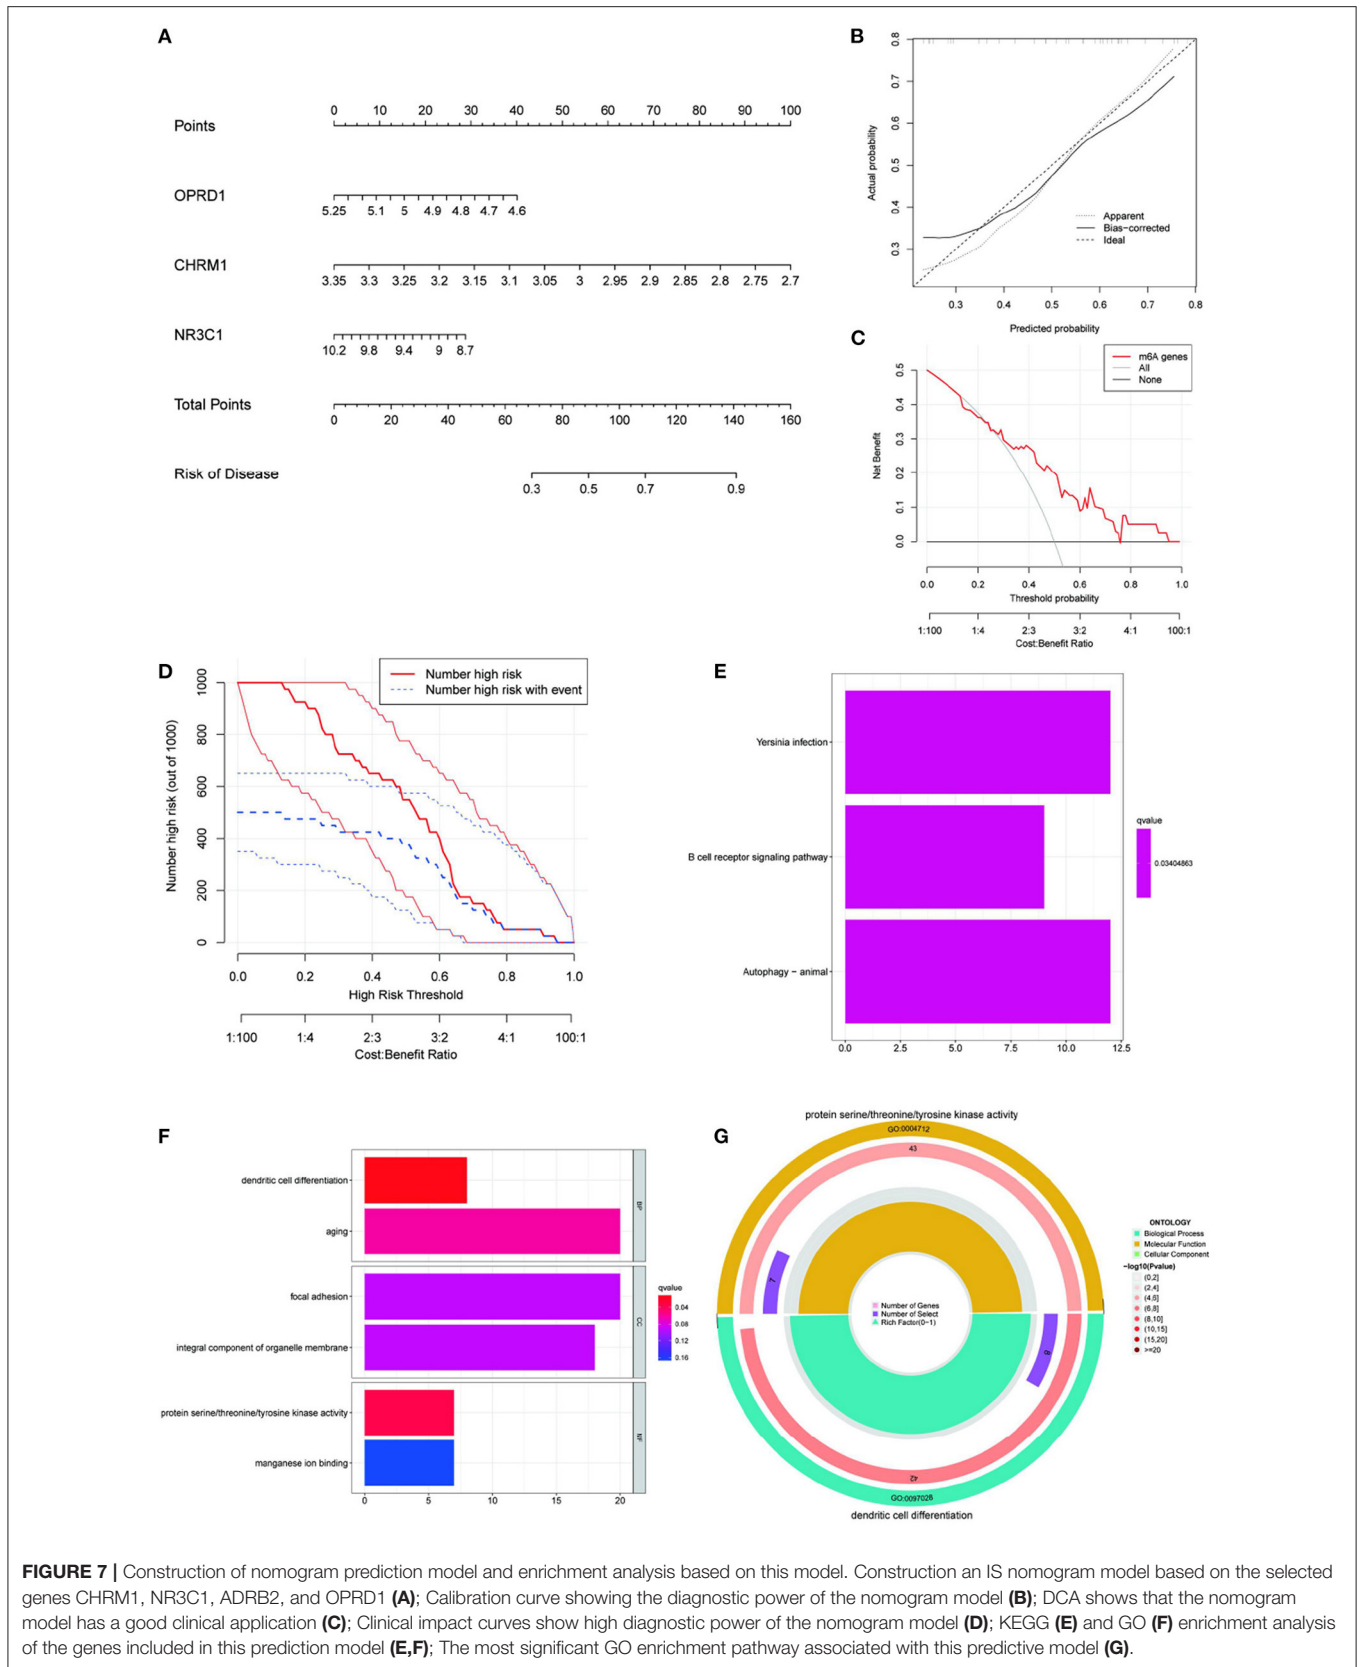 A
0 10 20 30 40 50 60 70 80 90 100
Points
OPRD1
5.25 5.1 5 4.9 4.8 4.7 4.6
CHRM1
3.35 3.3 3.25 3.2 3.15 3.1 3.05 3 2.95 2.9 2.85 2.8 2.75 2.7
NR3C1
10.2 9.8 9.4 9 8.7
Total Points
0 20 40 60 80 100 120 140 160
Risk of Disease
0.3 0.5 0.7 0.9
B
Actual probability
0.8
0.7
0.6
0.5
0.4
0.3
Apparent
Bias-corrected
Ideal
0.3 0.4 0.5 0.6 0.7 0.8
Predicted probability
C
m6A genes
All
None
Net Benefit
0.5
0.4
0.3
0.2
0.1
0.0
0.0 0.2 0.4 0.6 0.8 1.0
Threshold probability
1:100 1:4 2:3 3:2 4:1 100:1
Cost:Benefit Ratio
D
Number high risk
Number high risk with event
Number high risk (out of 1000)
1000
800
600
400
200
0
0.0 0.2 0.4 0.6 0.8 1.0
High Risk Threshold
1:100 1:4 2:3 3:2 4:1 100:1
Cost:Benefit Ratio
E
Yersinia infection
B cell receptor signaling pathway
Autophagy - animal
0.0 2.5 5.0 7.5 10.0 12.5
qvalue
0.03404863
F
dendritic cell differentiation
aging
BP
focal adhesion
integral component of organelle membrane
CC
protein serine/threonine/tyrosine kinase activity
manganese ion binding
MF
0 5 10 15 20
qvalue
0.04
0.08
0.12
0.16
G
protein serine/threonine/tyrosine kinase activity
GO:0004712
43
7
Number of Genes
Number of Select
Rich Factor(0-1)
8
42
GO:0097028
dendritic cell differentiation
ONTOLOGY
Biological Process
Molecular Function
Cellular Component
-log10(Pvalue)
(0,2]
(2,4]
(4,6]
(6,8]
(8,10]
(10,15]
(15,20]
>=20
FIGURE 7 | Construction of nomogram prediction model and enrichment analysis based on this model. Construction an IS nomogram model based on the selected
genes CHRM1, NR3C1, ADRB2, and OPRD1 (A); Calibration curve showing the diagnostic power of the nomogram model (B); DCA shows that the nomogram
model has a good clinical application (C); Clinical impact curves show high diagnostic power of the nomogram model (D); KEGG (E) and GO (F) enrichment analysis
of the genes included in this prediction model (E,F); The most significant GO enrichment pathway associated with this predictive model (G).